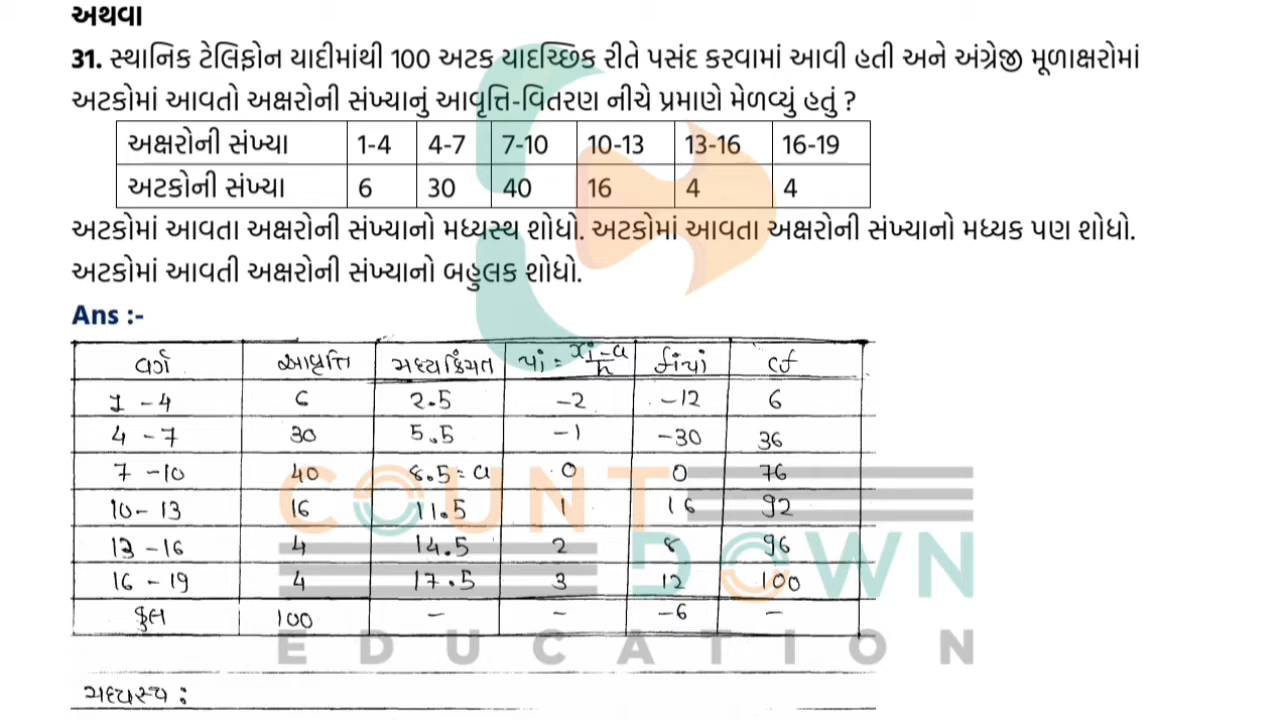 અથવા
31. સ્થાનિક ટેલિફોન યાદીમાંથી 100 અટક યાદચ્છિક રીતે પસંદ કરવામાં આવી હતી અને અંગ્રેજી મૂળાક્ષરોમાં
અટકોમાં આવતો અક્ષરોની સંખ્યાનું આવૃત્તિ-વિતરણ નીચે પ્રમાણે મેળવ્યું હતું ?
અક્ષરોની સંખ્યા 1-4 4-7 7-10 10-13 13-16 16-19
અટકોની સંખ્યા 6 30 40 16 4 4
અટકોમાં આવતા અક્ષરોની સંખ્યાનો મધ્યસ્થ શોધો. અટકોમાં આવતા અક્ષરોની સંખ્યાનો મધ્યક પણ શોધો.
અટકોમાં આવતી અક્ષરોની સંખ્યાનો બહુલક શોધો.
Ans :-
વર્ગ આવૃત્તિ મધ્યકિંમત ui = xi-a/h fiui cf
1 - 4 6 2.5 -2 -12 6
4 - 7 30 5.5 -1 -30 36
7 - 10 40 8.5 = a 0 0 76
10 - 13 16 11.5 1 16 92
13 - 16 4 14.5 2 8 96
16 - 19 4 17.5 3 12 100
કુલ 100 - - -6 -
COUNT
DOWN
EDUCATION
મધ્યસ્થ :